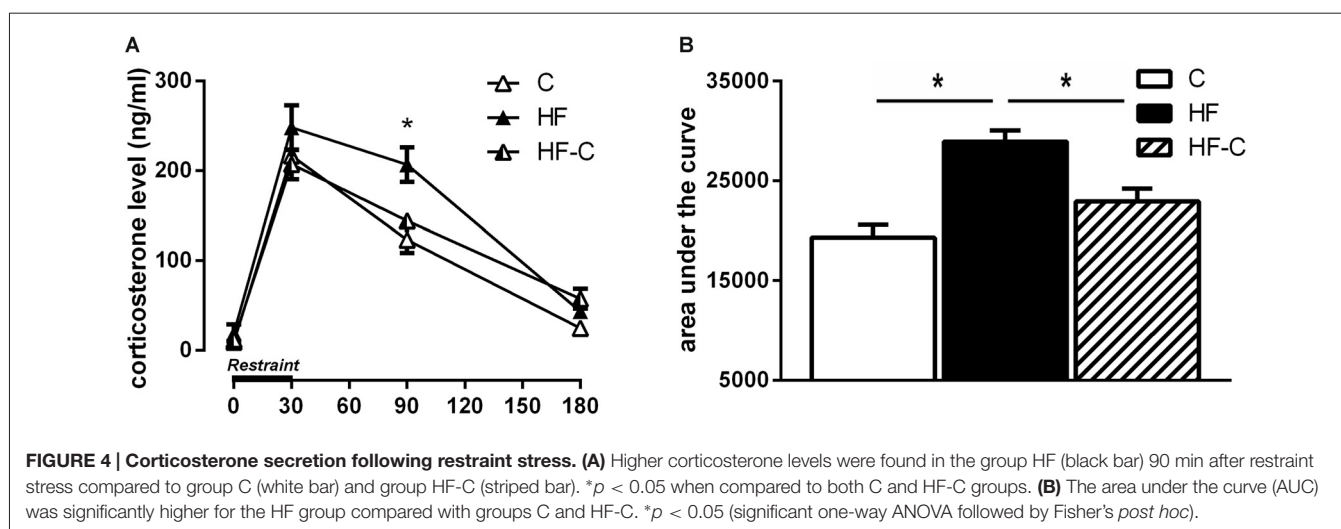 A
B
corticosterone level (ng/ml)
300
200
100
0
C
HF
HF-C
*
Restraint
0 30 60 90 120 150 180
area under the curve
35000
25000
15000
5000
* *
C
HF
HF-C
FIGURE 4 | Corticosterone secretion following restraint stress. (A) Higher corticosterone levels were found in the group HF (black bar) 90 min after restraint
stress compared to group C (white bar) and group HF-C (striped bar). *p < 0.05 when compared to both C and HF-C groups. (B) The area under the curve (AUC)
was significantly higher for the HF group compared with groups C and HF-C. *p < 0.05 (significant one-way ANOVA followed by Fisher's post hoc).